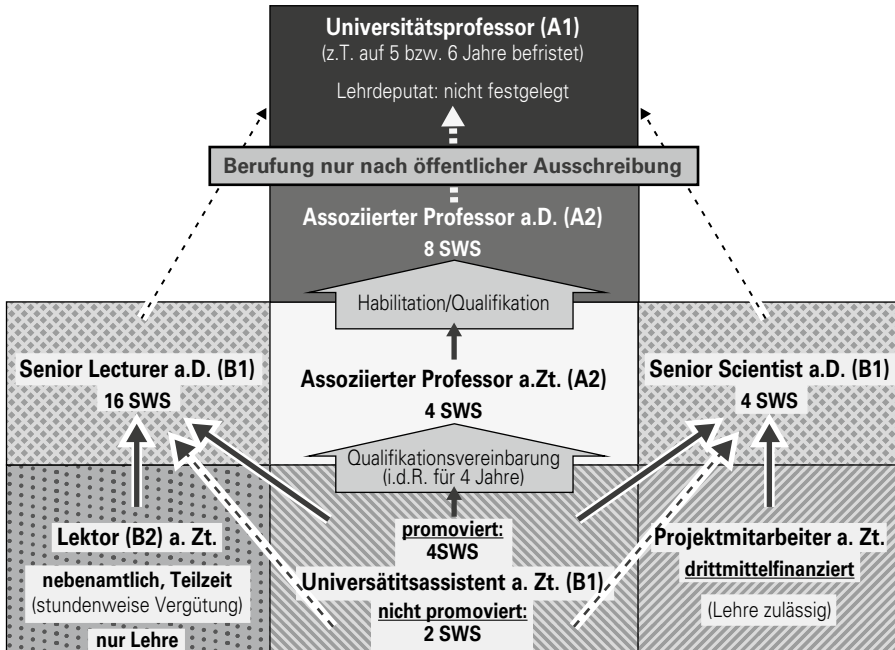 Universitätsprofessor (A1)
(z.T. auf 5 bzw. 6 Jahre befristet)
Lehrdeputat: nicht festgelegt
Berufung nur nach öffentlicher Ausschreibung
Assoziierter Professor a.D. (A2)
8 SWS
Habilitation/Qualifikation
Senior Lecturer a.D. (B1)
16 SWS
Assoziierter Professor a.Zt. (A2)
4 SWS
Senior Scientist a.D. (B1)
4 SWS
Qualifikationsvereinbarung
(i.d.R. für 4 Jahre)
Lektor (B2) a. Zt.
nebenamtlich, Teilzeit
(stundenweise Vergütung)
nur Lehre
promoviert:
4SWS
Universätitsassistent a. Zt. (B1)
nicht promoviert:
2 SWS
Projektmitarbeiter a. Zt.
drittmittelfinanziert
(Lehre zulässig)